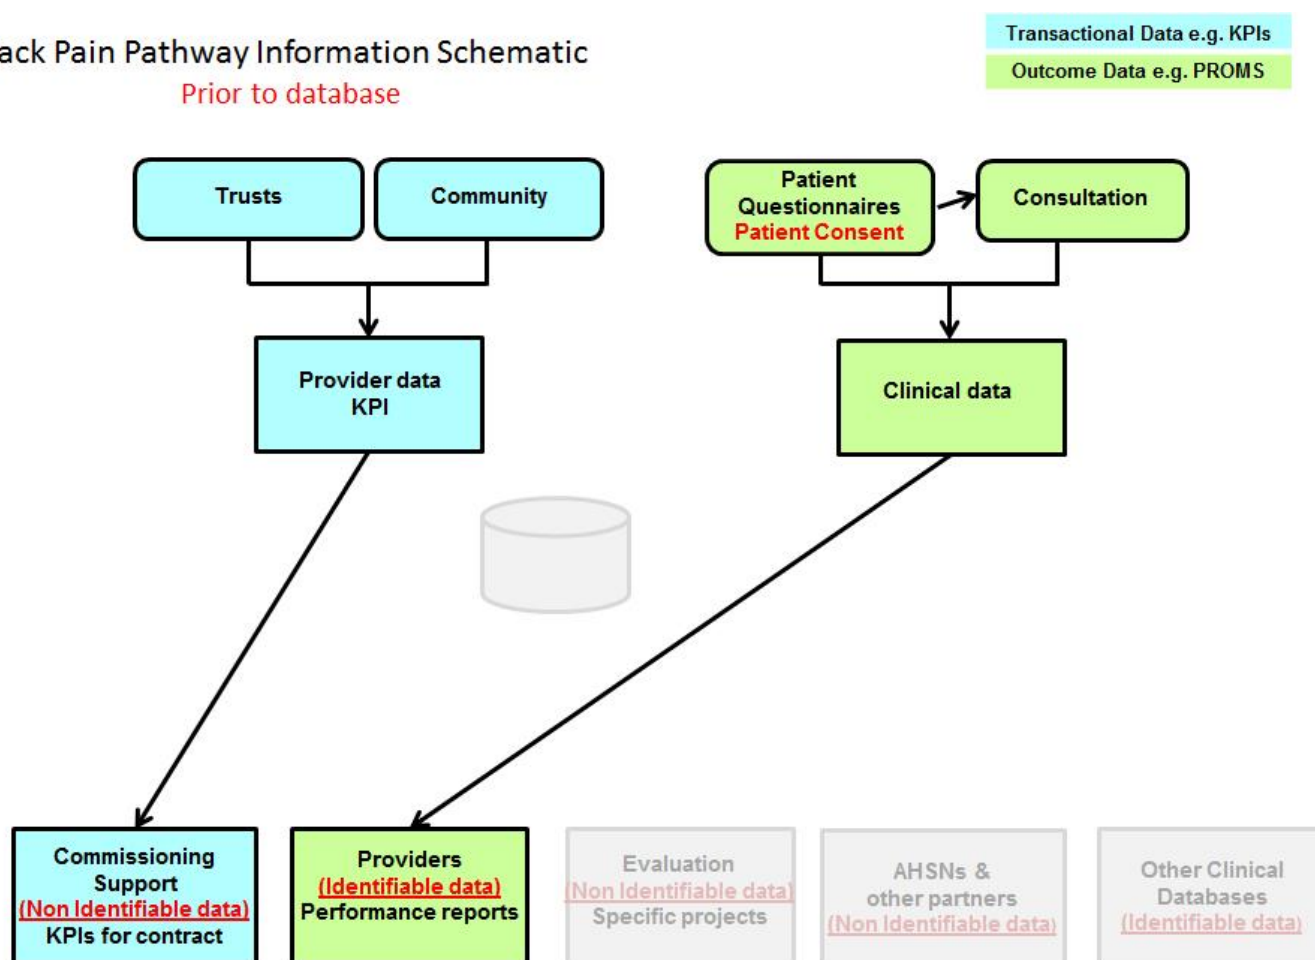 ack Pain Pathway Information Schematic
Prior to database
Transactional Data e.g. KPIs
Outcome Data e.g. PROMS
Trusts
Community
Patient
Questionnaires
Patient Consent
Consultation
Provider data
KPI
Clinical data
Commissioning
Support
(Non Identifiable data)
KPIs for contract
Providers
(Identifiable data)
Performance reports
Evaluation
(Non Identifiable data)
Specific projects
AHSNs &
other partners
(Non Identifiable data)
Other Clinical
Databases
(Identifiable data)